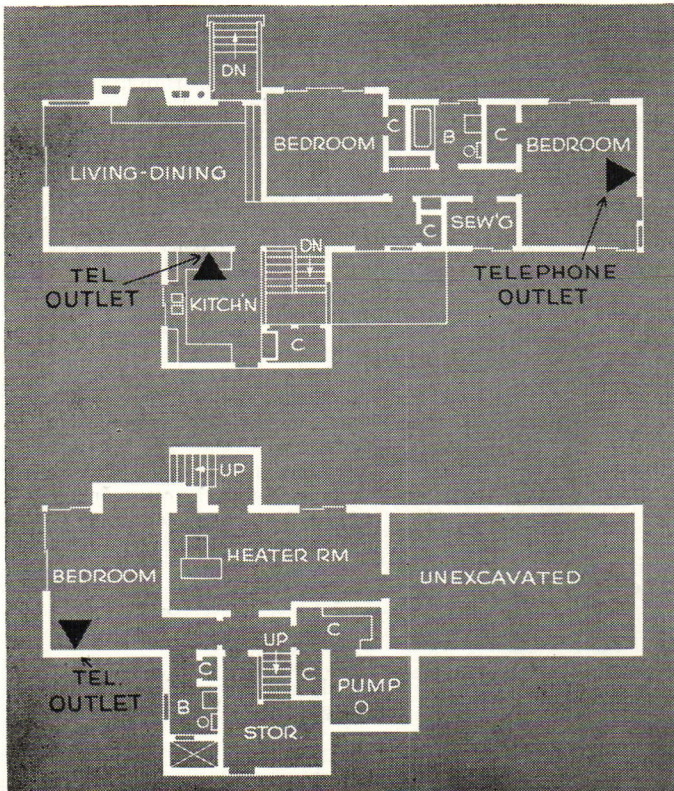 DN
BEDROOM
C
B
C
BEDROOM
LIVING-DINING
C
SEW'G
DN
TEL
OUTLET
KITCH'N
TELEPHONE
OUTLET
C
UP
HEATER RM
BEDROOM
UNEXCAVATED
UP
C
C
C
TEL.
OUTLET
B
PUMP
STOR.